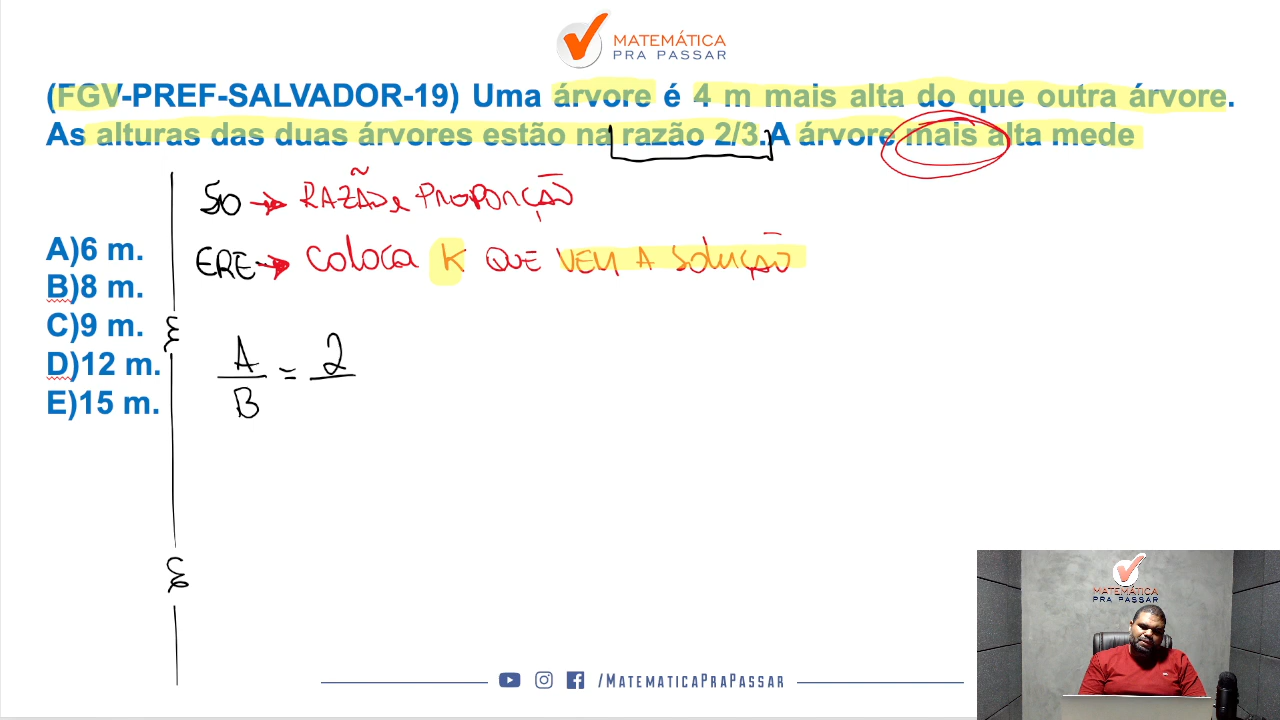 MATEMÁTICA
PRA PASSAR
(FGV-PREF-SALVADOR-19) Uma árvore é 4 m mais alta do que outra árvore.
As alturas das duas árvores estão na razão 2/3.A árvore mais alta mede
RAZÃO e PROPORÇÃO
COLOCA K QUE VEM A SOLUÇÃO
A)6 m.
B)8 m.
C)9 m.
D)12 m.
E)15 m.
A/B = 2
MATEMÁTICA
PRA PASSAR
/MATEMATICAPRAPASSAR